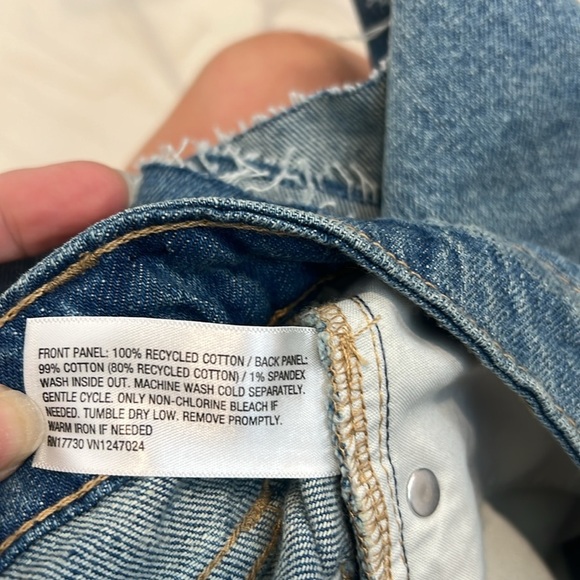 FRONT PANEL: 100% RECYCLED COTTON / BACK PANEL:
99% COTTON (80% RECYCLED COTTON) / 1% SPANDEX
WASH INSIDE OUT. MACHINE WASH COLD SEPARATELY.
GENTLE CYCLE. ONLY NON-CHLORINE BLEACH IF
NEEDED. TUMBLE DRY LOW. REMOVE PROMPTLY.
WARM IRON IF NEEDED
RN17730 VN1247024